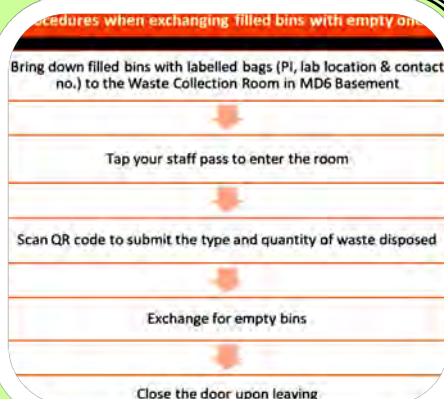 when exchanging filled bins with empty
Bring down filled bins with labelled bags (PI, lab location & contact
no.) to the Waste Collection Room in MD6 Basement
Tap your staff pass to enter the room
Scan QR code to submit the type and quantity of waste disposed
Exchange for empty bins
Close the door upon leaving